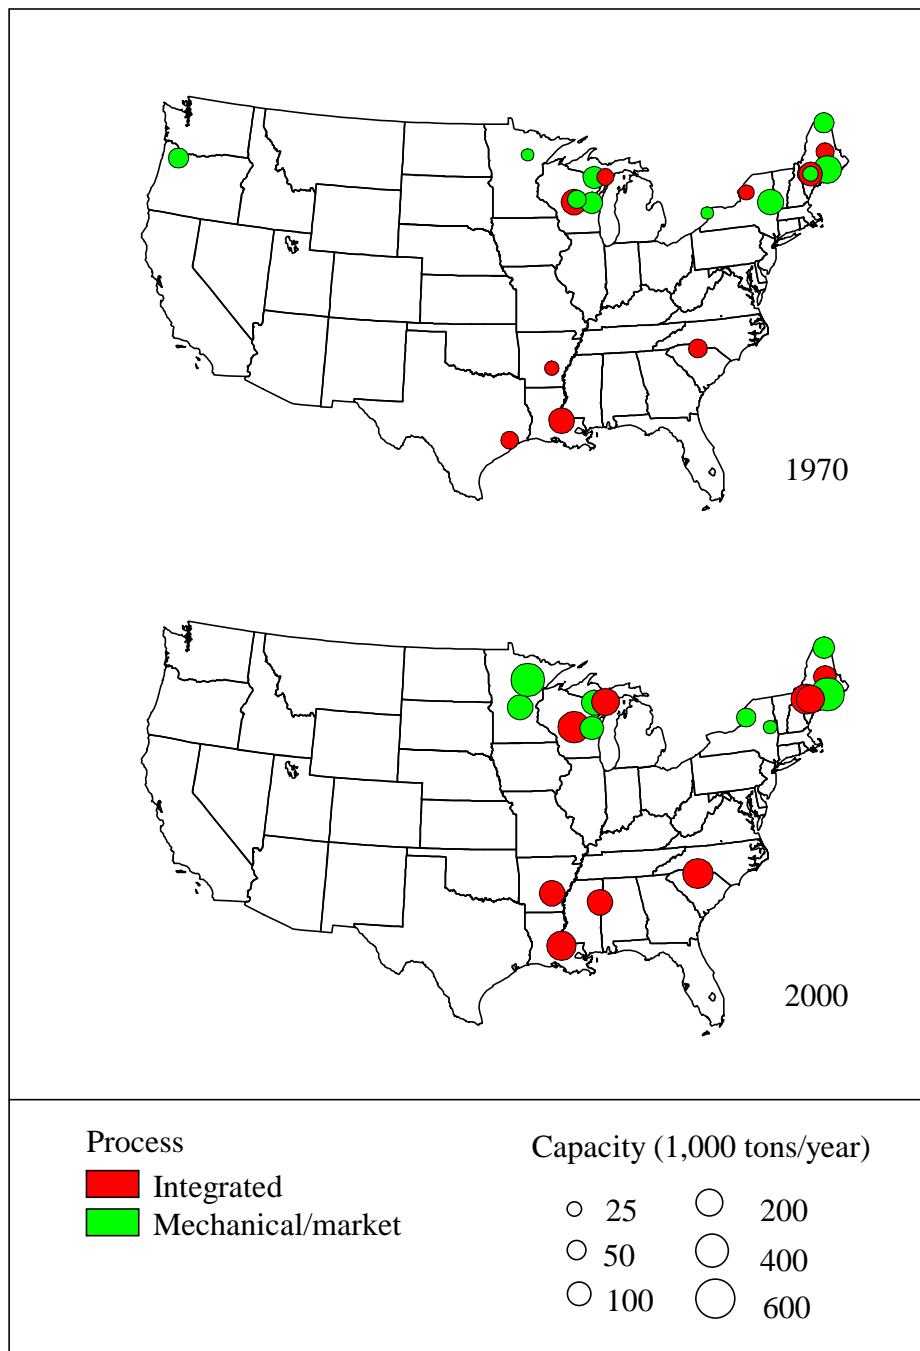 1970
2000
Process
Integrated
Mechanical/market
Capacity (1,000 tons/year)
25
50
100
200
400
600